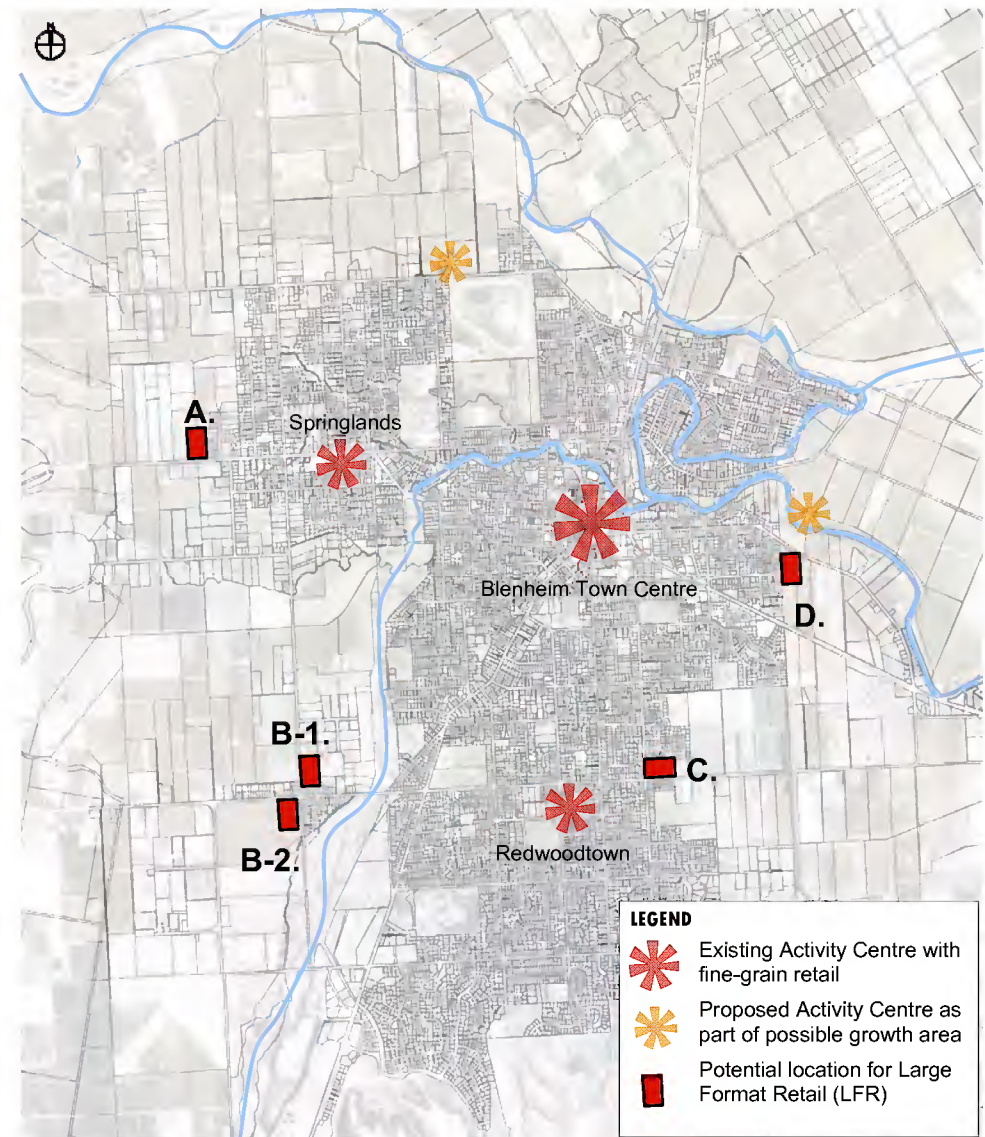 N
A.
Springlands
Blenheim Town Centre
D.
B-1.
C.
B-2.
Redwoodtown
LEGEND
Existing Activity Centre with
fine-grain retail
Proposed Activity Centre as
part of possible growth area
Potential location for Large
Format Retail (LFR)